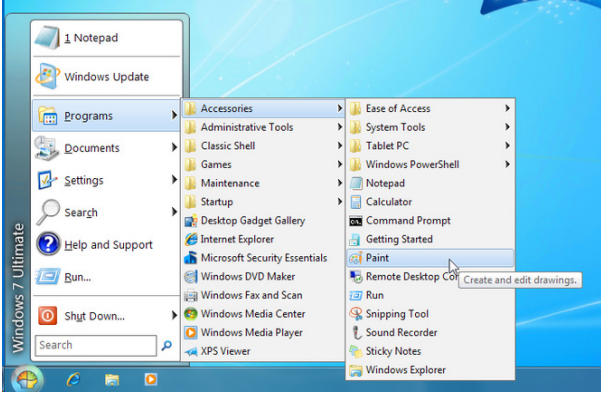 1 Notepad
Windows Update
Programs
Documents
Settings
Search
Help and Support
Run...
Shut Down...
Search
Windows 7 Ultimate
Accessories
Administrative Tools
Classic Shell
Games
Maintenance
Startup
Desktop Gadget Gallery
Internet Explorer
Microsoft Security Essentials
Windows DVD Maker
Windows Fax and Scan
Windows Media Center
Windows Media Player
XPS Viewer
Ease of Access
System Tools
Tablet PC
Windows PowerShell
Notepad
Calculator
Command Prompt
Getting Started
Paint
Remote Desktop Co
Create and edit drawings.
Run
Snipping Tool
Sound Recorder
Sticky Notes
Windows Explorer